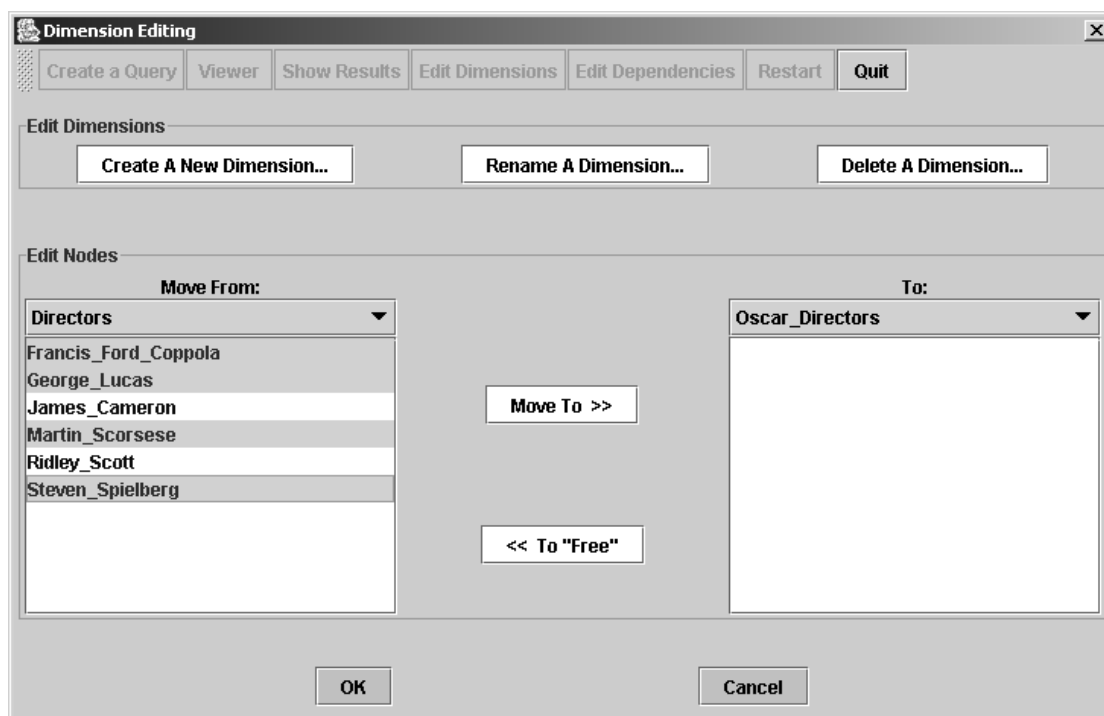 Dimension Editing
Create a Query Viewer Show Results Edit Dimensions Edit Dependencies Restart Quit
Edit Dimensions
Create A New Dimension... Rename A Dimension... Delete A Dimension...
Edit Nodes
Move From: To:
Directors Oscar_Directors
Francis_Ford_Coppola
George_Lucas
James_Cameron
Move To >>
Martin_Scorsese
Ridley_Scott
Steven_Spielberg
<< To "Free"
OK Cancel